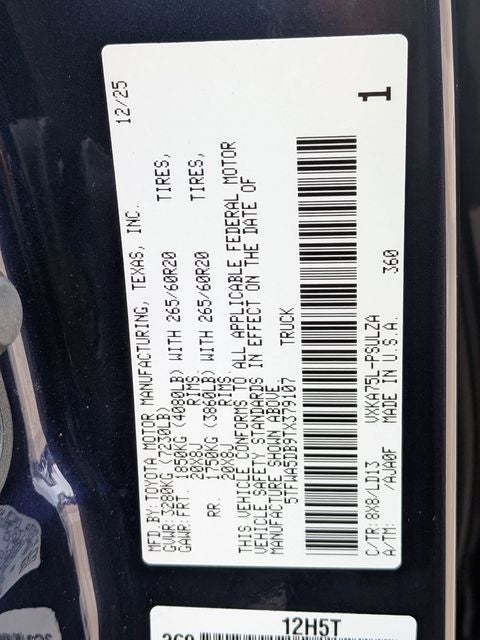 12/25
MFD. BY: TOYOTA MOTOR MANUFACTURING, TEXAS, INC.
GVWR: 3280KG (7230LB)
GAWR: FRT. 1850KG (4080LB) WITH 265/60R20 TIRES,
20X8J RIMS
RR. 1750KG (3860LB) WITH 265/60R20 TIRES,
20X8J RIMS
THIS VEHICLE CONFORMS TO ALL APPLICABLE FEDERAL MOTOR
VEHICLE SAFETY STANDARDS IN EFFECT ON THE DATE OF
MANUFACTURE SHOWN ABOVE.
5TFWA5DB9TX379107 TRUCK
1
C/TR:8X8/LD13 VXKA75L-PSULZA 360
A/TM: /AJA0F MADE IN U.S.A.
12H5T
360